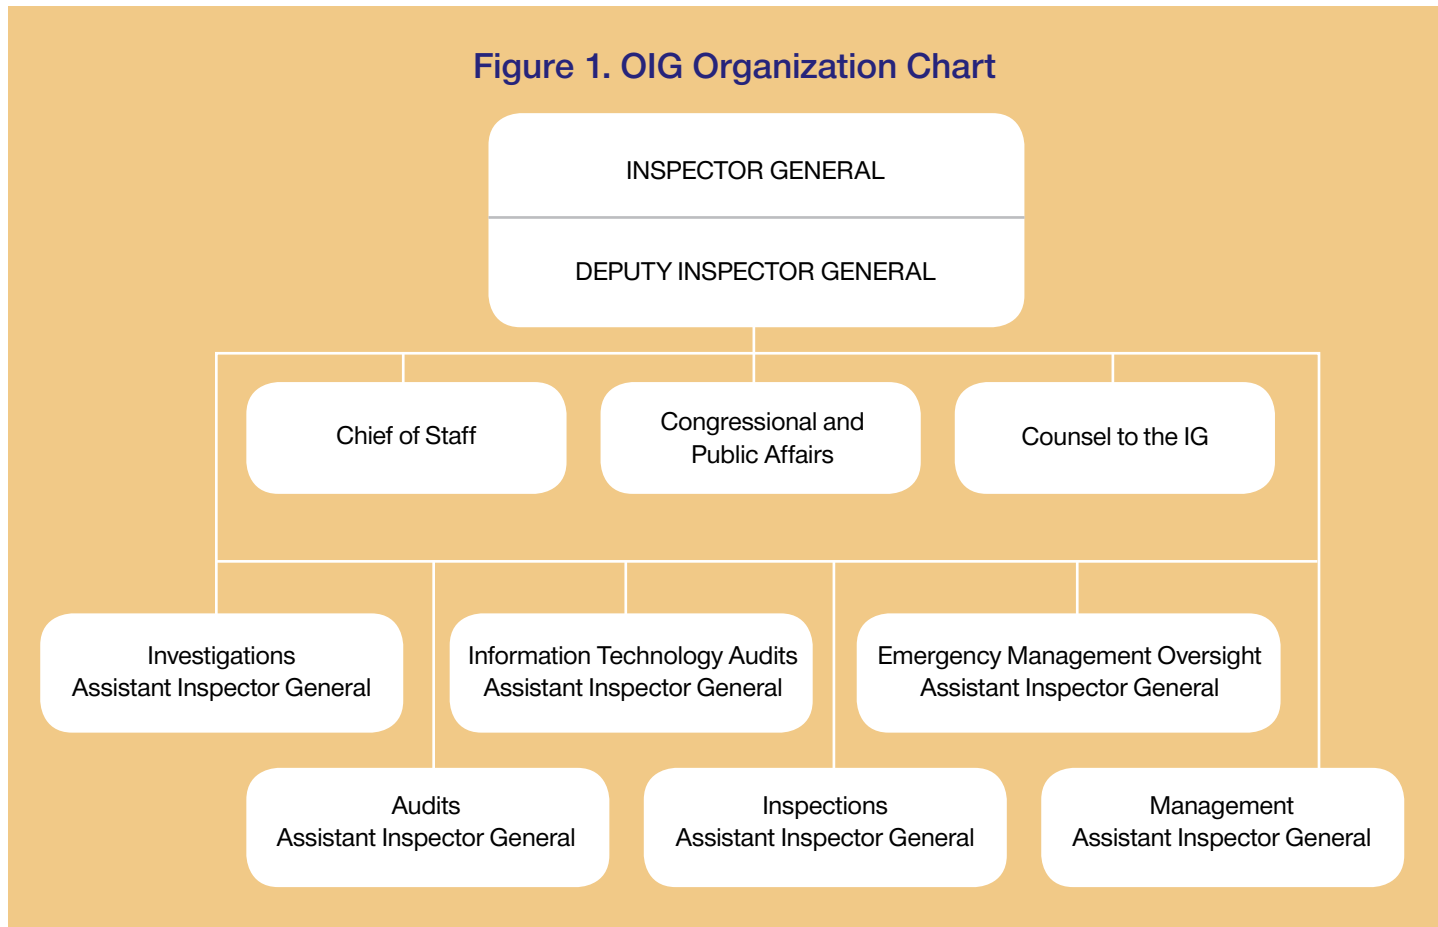 Figure 1. OIG Organization Chart
INSPECTOR GENERAL
DEPUTY INSPECTOR GENERAL
Chief of Staff
Congressional and
Public Affairs
Counsel to the IG
Investigations
Assistant Inspector General
Information Technology Audits
Assistant Inspector General
Emergency Management Oversight
Assistant Inspector General
Audits
Assistant Inspector General
Inspections
Assistant Inspector General
Management
Assistant Inspector General